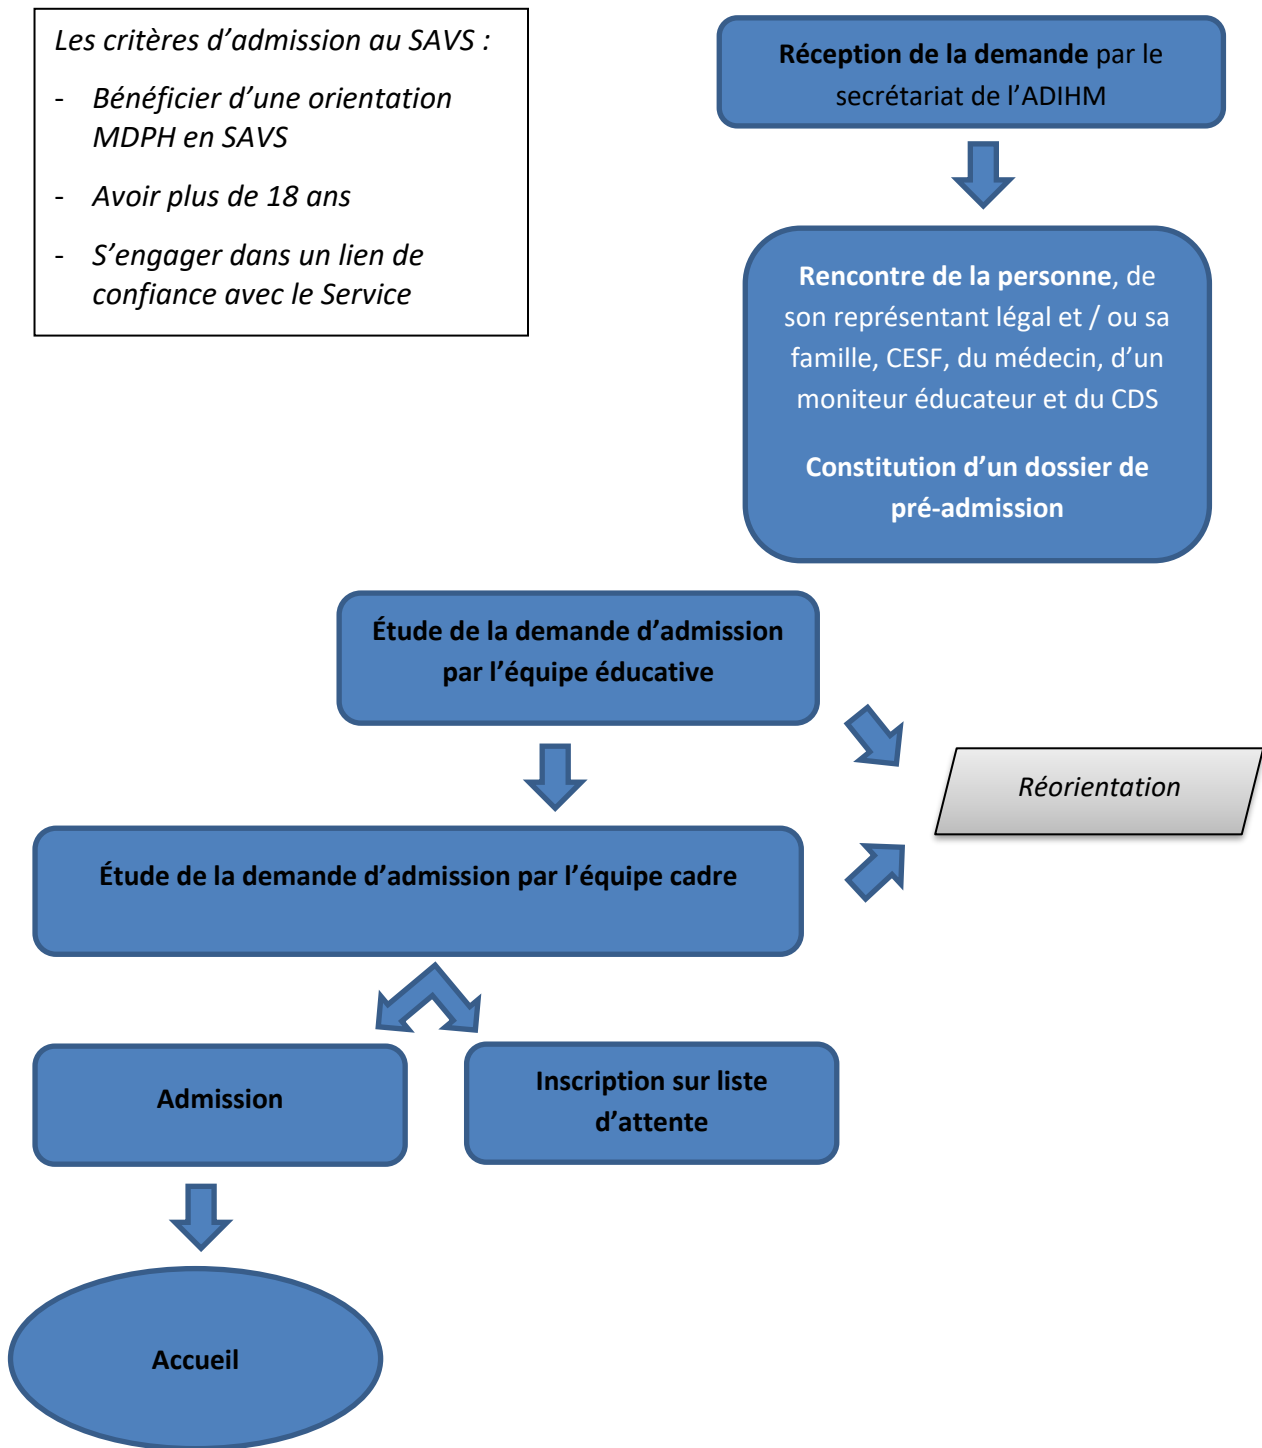 Les critères d'admission au SAVS :
- Bénéficier d'une orientation
MDPH en SAVS
- Avoir plus de 18 ans
- S'engager dans un lien de
confiance avec le Service
Réception de la demande par le
secrétariat de l'ADIHM
Rencontre de la personne, de
son représentant légal et / ou sa
famille, CESF, du médecin, d'un
moniteur éducateur et du CDS
Constitution d'un dossier de
pré-admission
Étude de la demande d'admission
par l'équipe éducative
Réorientation
Étude de la demande d'admission par l'équipe cadre
Admission
Inscription sur liste
d'attente
Accueil